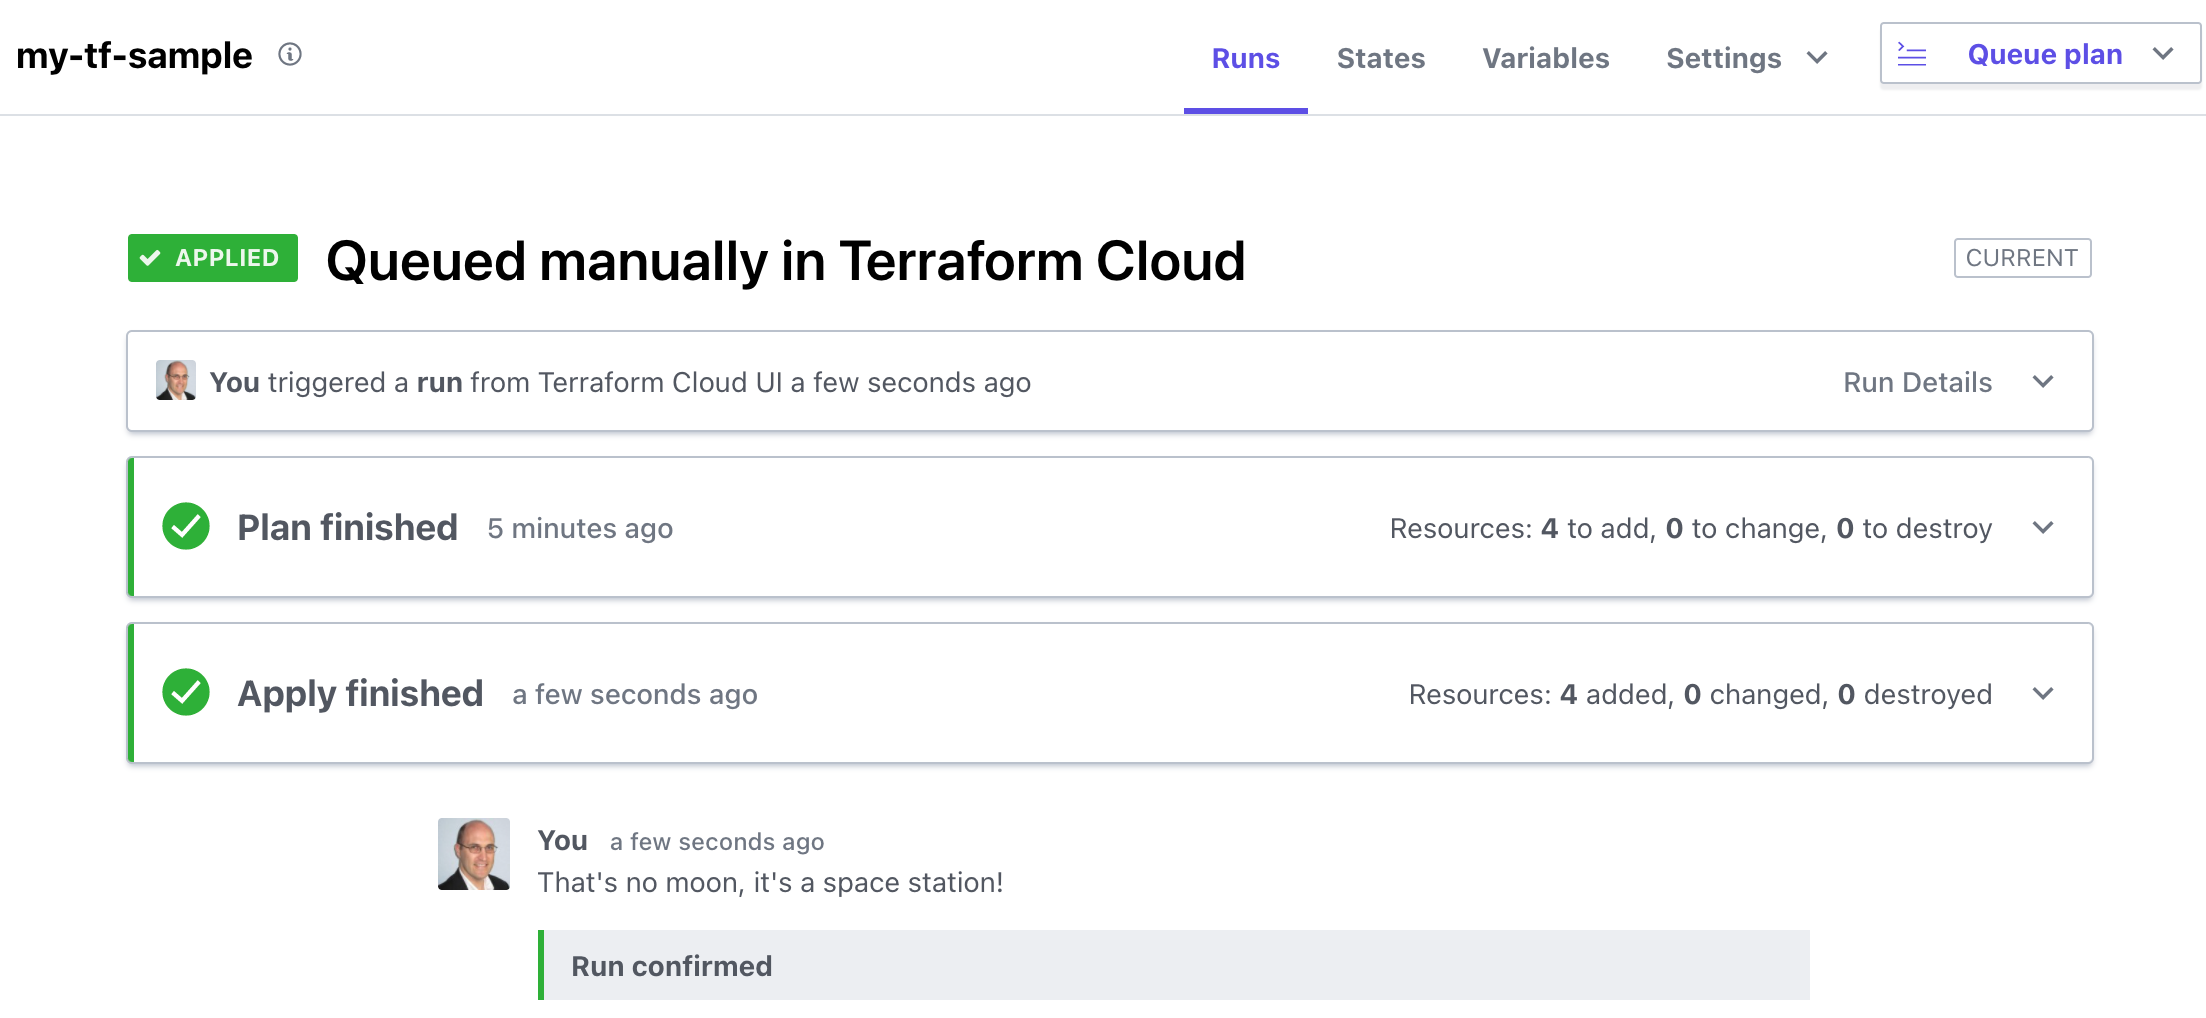 my-tf-sample
Runs States Variables Settings Queue plan
APPLIED Queued manually in Terraform Cloud CURRENT
You triggered a run from Terraform Cloud UI a few seconds ago Run Details
Plan finished 5 minutes ago Resources: 4 to add, 0 to change, 0 to destroy
Apply finished a few seconds ago Resources: 4 added, 0 changed, 0 destroyed
You a few seconds ago
That's no moon, it's a space station!
Run confirmed